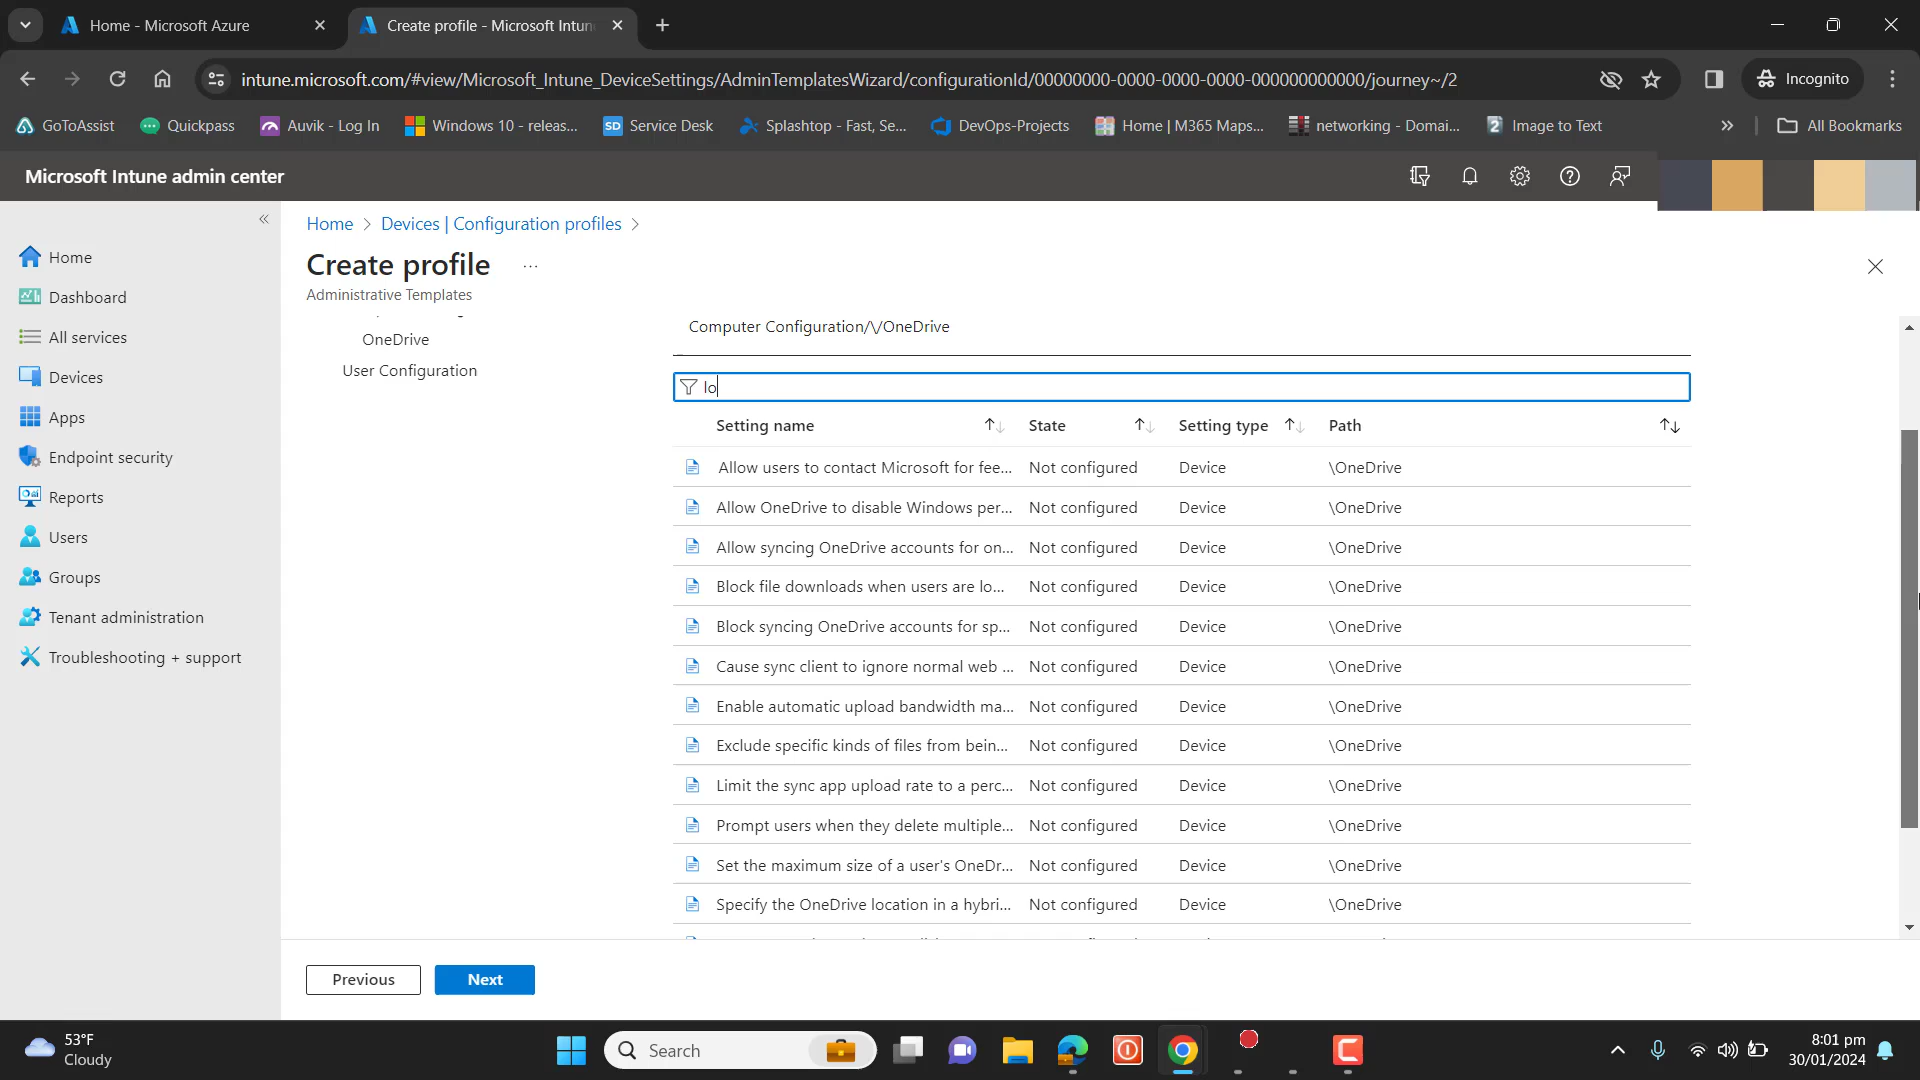 Home - Microsoft Azure
Create profile - Microsoft Intun
intune.microsoft.com/#view/Microsoft_Intune_DeviceSettings/AdminTemplatesWizard/configurationId/00000000-0000-0000-0000-000000000000/journey~/2
Incognito
GoToAssist
Quickpass
Auvik - Log In
Windows 10 - releas...
SD Service Desk
Splashtop - Fast, Se...
DevOps-Projects
Home | M365 Maps...
networking - Domai...
Image to Text
All Bookmarks
Microsoft Intune admin center
Home
Dashboard
All services
Devices
Apps
Endpoint security
Reports
Users
Groups
Tenant administration
Troubleshooting + support
Home > Devices | Configuration profiles >
Create profile ...
Administrative Templates
OneDrive
User Configuration
Computer Configuration/\/OneDrive
lo
Setting name State Setting type Path
Allow users to contact Microsoft for fee... Not configured Device \OneDrive
Allow OneDrive to disable Windows per... Not configured Device \OneDrive
Allow syncing OneDrive accounts for on... Not configured Device \OneDrive
Block file downloads when users are lo... Not configured Device \OneDrive
Block syncing OneDrive accounts for sp... Not configured Device \OneDrive
Cause sync client to ignore normal web ... Not configured Device \OneDrive
Enable automatic upload bandwidth ma... Not configured Device \OneDrive
Exclude specific kinds of files from bein... Not configured Device \OneDrive
Limit the sync app upload rate to a perc... Not configured Device \OneDrive
Prompt users when they delete multiple... Not configured Device \OneDrive
Set the maximum size of a user's OneDr... Not configured Device \OneDrive
Specify the OneDrive location in a hybri... Not configured Device \OneDrive
Previous
Next
53°F
Cloudy
Search
8:01 pm
30/01/2024